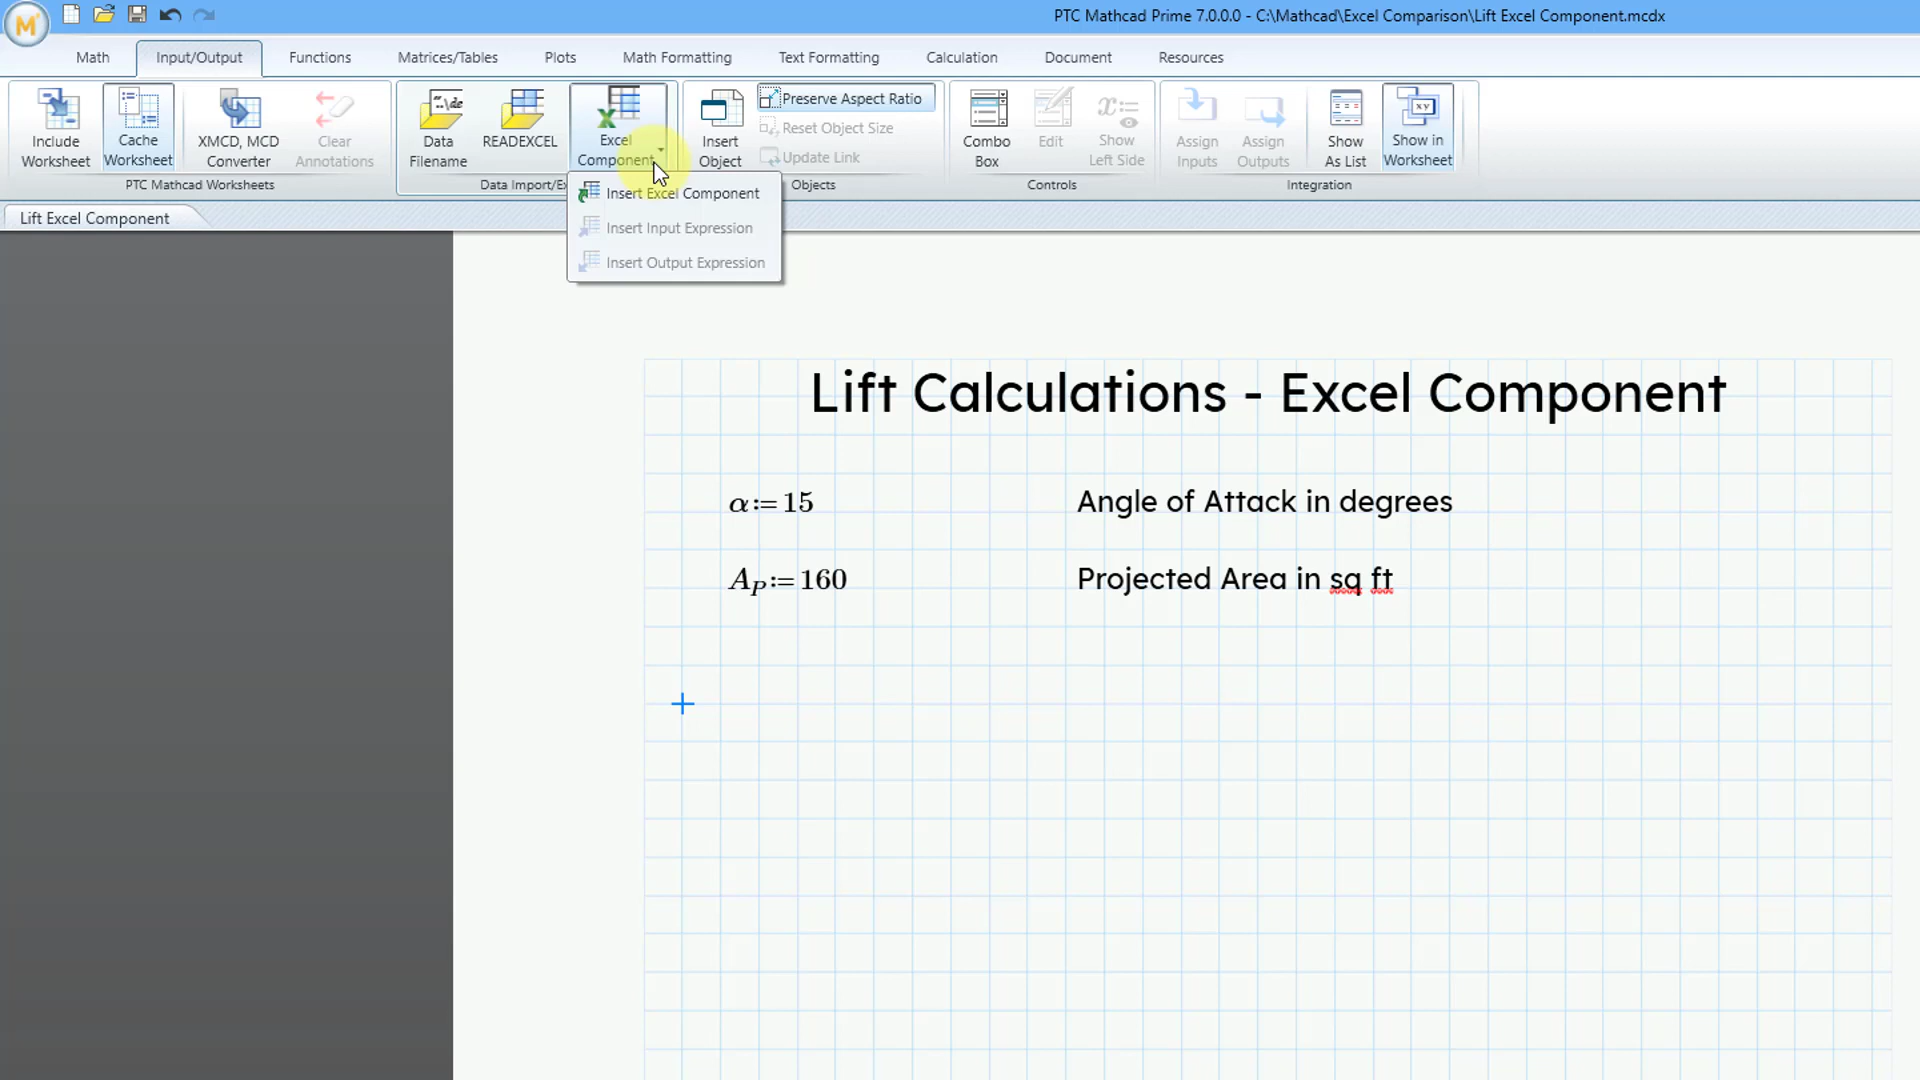 M
PTC Mathcad Prime 7.0.0.0 - C:\Mathcad\Excel Comparison\Lift Excel Component.mcdx
Math Input/Output Functions Matrices/Tables Plots Math Formatting Text Formatting Calculation Document Resources
Include Worksheet
Cache Worksheet
XMCD, MCD Converter
Clear Annotations
PTC Mathcad Worksheets
Data Filename
READEXCEL
Excel Component
Data Import/Ex
Insert Object
Preserve Aspect Ratio
Reset Object Size
Update Link
Objects
Combo Box
Edit
Show Left Side
Controls
Assign Inputs
Assign Outputs
Show As List
Show in Worksheet
Integration
Insert Excel Component
Insert Input Expression
Insert Output Expression
Lift Excel Component
Lift Calculations - Excel Component
α:=15 Angle of Attack in degrees
A_P:=160 Projected Area in sq ft